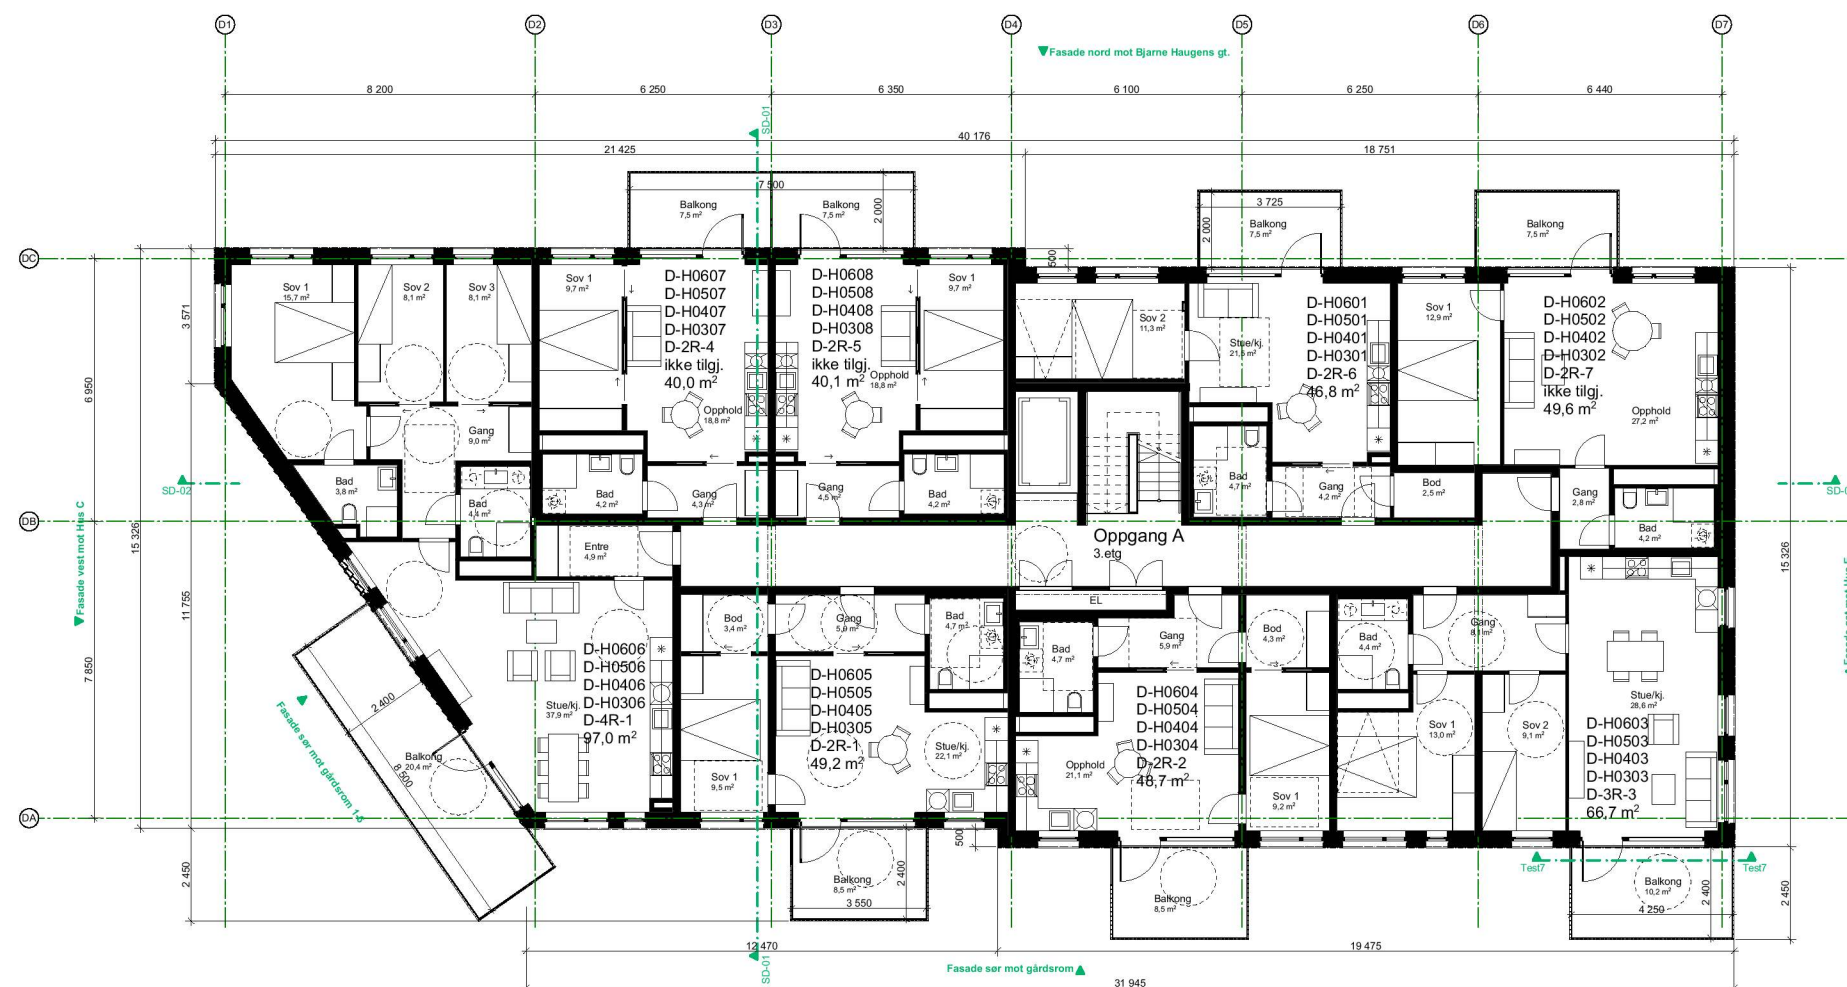 D1 D2 D3 D4 D5 D6 D7
Fasade nord mot Bjarne Haugens gt.
8 200 6 250 6 350 6 100 6 250 6 440
SD-01
40 176
21 425 18 751
7 500
Balkong
7,5 m²
Balkong
7,5 m²
2 000
3 725
Balkong
7,5 m²
2 000
Balkong
7,5 m²
DC
500
Sov 1
15,7 m²
Sov 2
8,1 m²
Sov 3
8,1 m²
Sov 1
9,7 m²
D-H0607
D-H0507
D-H0407
D-H0307
D-2R-4
ikke tilgj.
40,0 m²
Opphold
18,8 m²
D-H0608
D-H0508
D-H0408
D-H0308
D-2R-5
ikke tilgj.
40,1 m²
Opphold
18,8 m²
Sov 1
9,7 m²
Sov 2
11,3 m²
Stue/kj.
D-H0601
D-H0501
D-H0401
D-H0301
D-2R-6
46,8 m²
Sov 1
12,9 m²
D-H0602
D-H0502
D-H0402
D-H0302
D-2R-7
ikke tilgj.
49,6 m²
Opphold
27,2 m²
3 571
6 950
Gang
9,0 m²
Bad
3,8 m²
Bad
4,4 m²
Bad
4,2 m²
Gang
4,3 m²
Gang
4,5 m²
Bad
4,2 m²
Bad
4,7 m²
Gang
4,2 m²
Bod
2,5 m²
Gang
2,8 m²
Bad
4,2 m²
SD-02
SD-0
DB
Entre
4,9 m²
Oppgang A
3.etg
EL
15 326
15 326
Fasade vest mot Hus C
11 755
7 850
Bod
3,4 m²
Gang
Bad
4,7 m²
Bad
4,7 m²
Gang
5,9 m²
Bod
4,3 m²
Bad
4,4 m²
Gang
D-H0606
D-H0506
D-H0406
D-H0306
D-4R-1
97,0 m²
Stue/kj.
37,9 m²
D-H0605
D-H0505
D-H0405
D-H0305
D-2R-1
49,2 m²
Stue/kj.
22,1 m²
Sov 1
9,5 m²
D-H0604
D-H0504
D-H0404
D-H0304
D-2R-2
48,7 m²
Opphold
21,1 m²
Sov 1
9,2 m²
Sov 1
13,0 m²
Sov 2
9,1 m²
Stue/kj.
28,6 m²
D-H0603
D-H0503
D-H0403
D-H0303
D-3R-3
66,7 m²
2 400
Balkong
20,4 m²
8 500
Fasade sør mot gårdsrom 1-5
DA
500
2 450
Balkong
8,5 m²
2 400
3 550
Balkong
8,5 m²
Test7 Test7
Balkong
10,2 m²
2 400
4 250
2 450
12 470 19 475
SD-01
Fasade sør mot gårdsrom
31 945